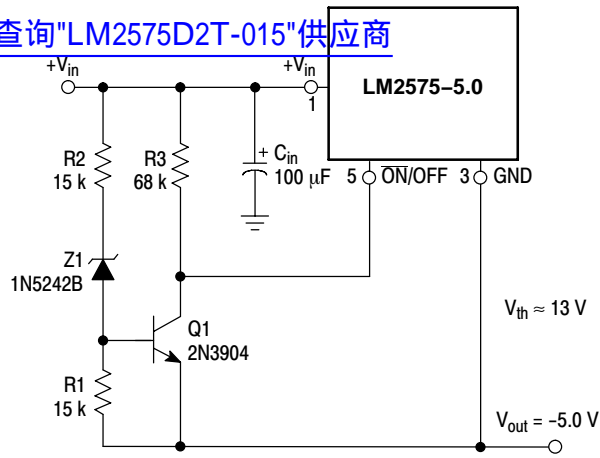 查询"LM2575D2T-015"供应商
+Vin
+Vin
1
LM2575–5.0
R2
15 k
R3
68 k
+ Cin
100 μF
5
ON/OFF
3
GND
Z1
1N5242B
Q1
2N3904
Vth ≈ 13 V
R1
15 k
Vout = –5.0 V